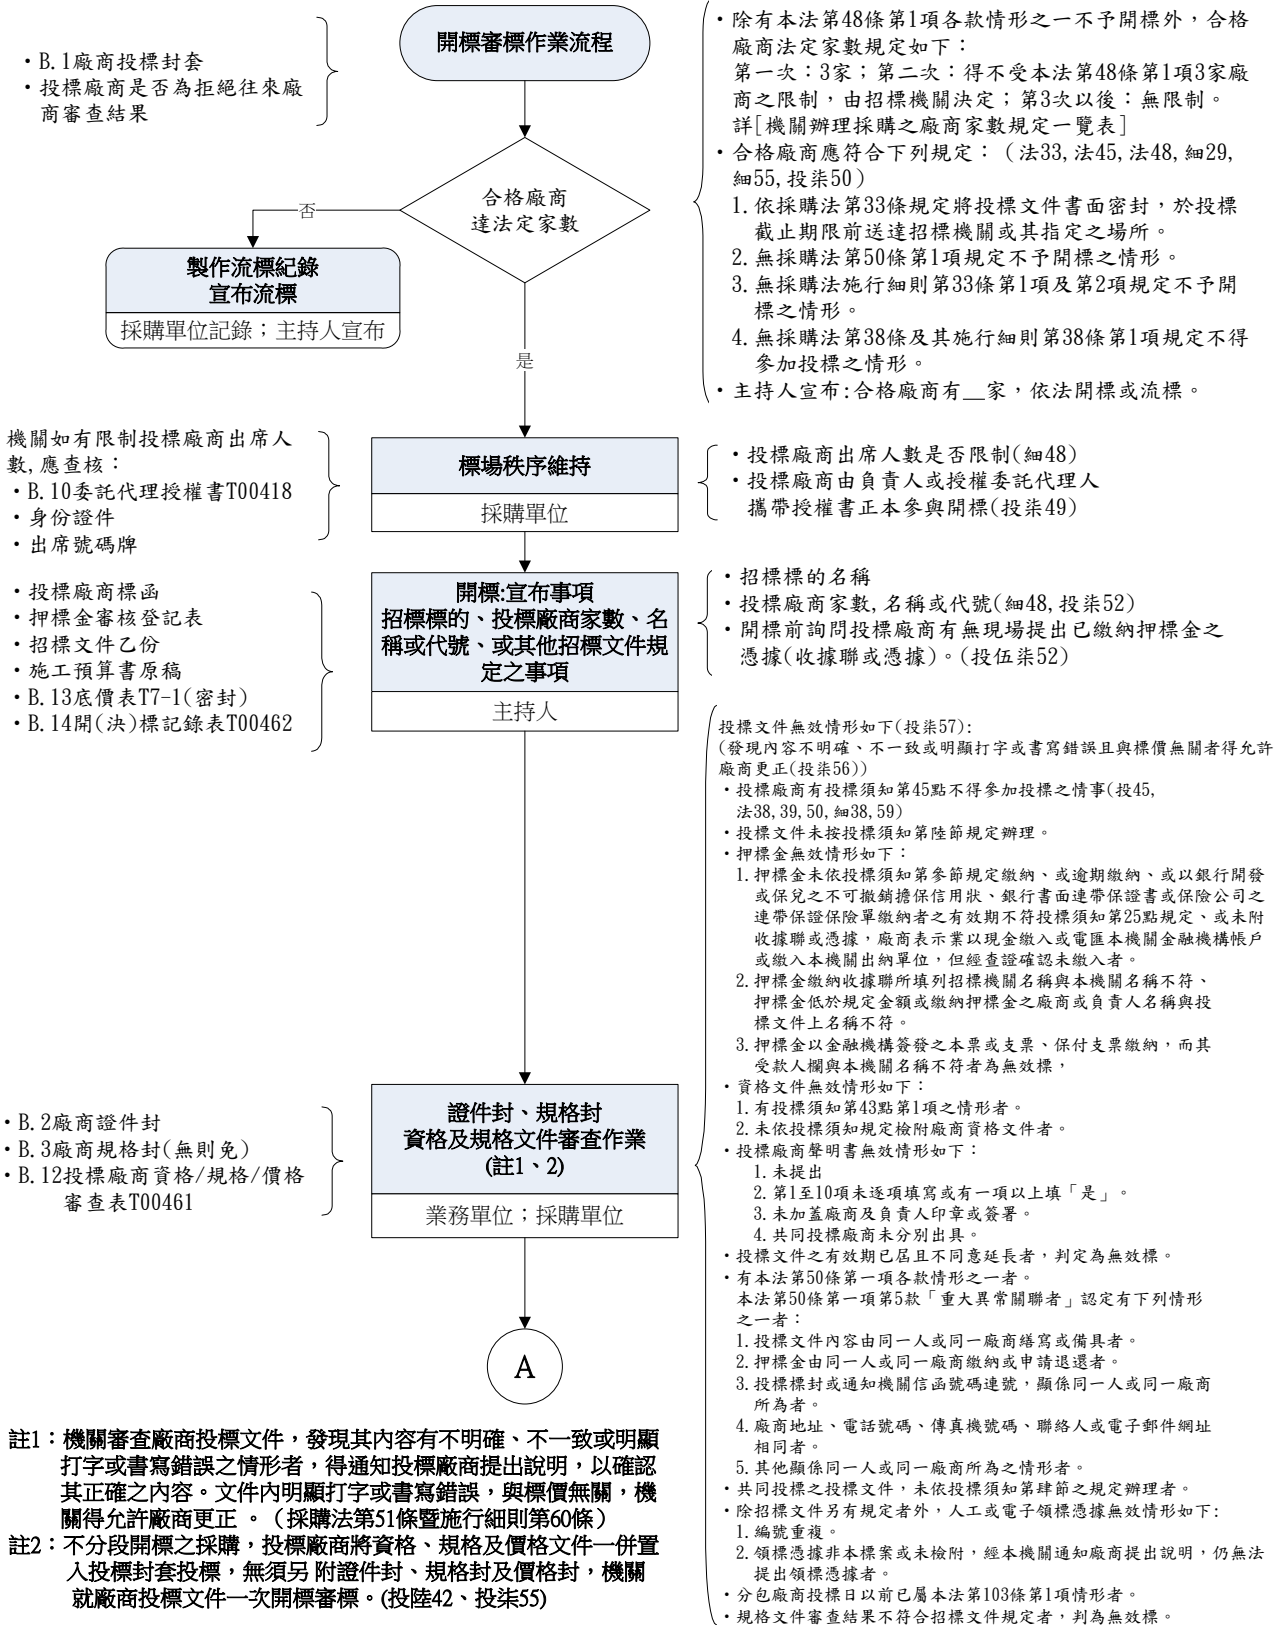 開標審標作業流程
・B.1廠商投標封套
・投標廠商是否為拒絕往來廠
商審查結果
・除有本法第48條第1項各款情形之一不予開標外，合格
廠商法定家數規定如下：
第一次：3家；第二次：得不受本法第48條第1項3家廠
商之限制，由招標機關決定；第3次以後：無限制。
詳[機關辦理採購之廠商家數規定一覽表]
・合格廠商應符合下列規定：（法33,法45,法48,細29,
細55,投柒50）
1.依採購法第33條規定將投標文件書面密封，於投標
截止期限前送達招標機關或其指定之場所。
2.無採購法第50條第1項規定不予開標之情形。
3.無採購法施行細則第33條第1項及第2項規定不予開
標之情形。
4.無採購法第38條及其施行細則第38條第1項規定不得
參加投標之情形。
・主持人宣布:合格廠商有__家，依法開標或流標。
合格廠商
達法定家數
否
製作流標紀錄
宣布流標
採購單位記錄；主持人宣布
是
機關如有限制投標廠商出席人
數,應查核：
・B.10委託代理授權書T00418
・身份證件
・出席號碼牌
標場秩序維持
採購單位
・投標廠商出席人數是否限制(細48)
・投標廠商由負責人或授權委託代理人
攜帶授權書正本參與開標(投柒49)
・投標廠商標函
・押標金審核登記表
・招標文件乙份
・施工預算書原稿
・B.13底價表T7-1(密封)
・B.14開(決)標記錄表T00462
開標:宣布事項
招標標的、投標廠商家數、名
稱或代號、或其他招標文件規
定之事項
主持人
・招標標的名稱
・投標廠商家數,名稱或代號(細48,投柒52)
・開標前詢問投標廠商有無現場提出已繳納押標金之
憑據(收據聯或憑據)。(投伍柒52)
投標文件無效情形如下(投柒57):
(發現內容不明確、不一致或明顯打字或書寫錯誤且與標價無關者得允許
廠商更正(投柒56))
・投標廠商有投標須知第45點不得參加投標之情事(投45,
法38,39,50,細38,59)
・投標文件未按投標須知第陸節規定辦理。
・押標金無效情形如下：
1.押標金未依投標須知第參節規定繳納、或逾期繳納、或以銀行開發
或保兌之不可撤銷擔保信用狀、銀行書面連帶保證書或保險公司之
連帶保證保險單繳納者之有效期不符投標須知第25點規定、或未附
收據聯或憑據，廠商表示業以現金繳入或電匯本機關金融機構帳戶
或繳入本機關出納單位，但經查證確認未繳入者。
2.押標金繳納收據聯所填列招標機關名稱與本機關名稱不符、
押標金低於規定金額或繳納押標金之廠商或負責人名稱與投
標文件上名稱不符。
3.押標金以金融機構簽發之本票或支票、保付支票繳納，而其
受款人欄與本機關名稱不符者為無效標，
・資格文件無效情形如下：
1.有投標須知第43點第1項之情形者。
2.未依投標須知規定檢附廠商資格文件者。
・投標廠商聲明書無效情形如下：
1.未提出
2.第1至10項未逐項填寫或有一項以上填「是」。
3.未加蓋廠商及負責人印章或簽署。
4.共同投標廠商未分別出具。
・投標文件之有效期已屆且不同意延長者，判定為無效標。
・有本法第50條第一項各款情形之一者。
本法第50條第一項第5款「重大異常關聯者」認定有下列情形
之一者：
1.投標文件內容由同一人或同一廠商繕寫或備具者。
2.押標金由同一人或同一廠商繳納或申請退還者。
3.投標標封或通知機關信函號碼連號，顯係同一人或同一廠商
所為者。
4.廠商地址、電話號碼、傳真機號碼、聯絡人或電子郵件網址
相同者。
5.其他顯係同一人或同一廠商所為之情形者。
・共同投標之投標文件，未依投標須知第肆節之規定辦理者。
・除招標文件另有規定者外，人工或電子領標憑據無效情形如下:
1.編號重複。
2.領標憑據非本標案或未檢附，經本機關通知廠商提出說明，仍無法
提出領標憑據者。
・分包廠商投標日以前已屬本法第103條第1項情形者。
・規格文件審查結果不符合招標文件規定者，判為無效標。
・B.2廠商證件封
・B.3廠商規格封(無則免)
・B.12投標廠商資格/規格/價格
審查表T00461
證件封、規格封
資格及規格文件審查作業
(註1、2)
業務單位；採購單位
A
註1：機關審查廠商投標文件，發現其內容有不明確、不一致或明顯
打字或書寫錯誤之情形者，得通知投標廠商提出說明，以確認
其正確之內容。文件內明顯打字或書寫錯誤，與標價無關，機
關得允許廠商更正 。（採購法第51條暨施行細則第60條）
註2：不分段開標之採購，投標廠商將資格、規格及價格文件一併置
入投標封套投標，無須另 附證件封、規格封及價格封，機關
就廠商投標文件一次開標審標。(投陸42、投柒55)